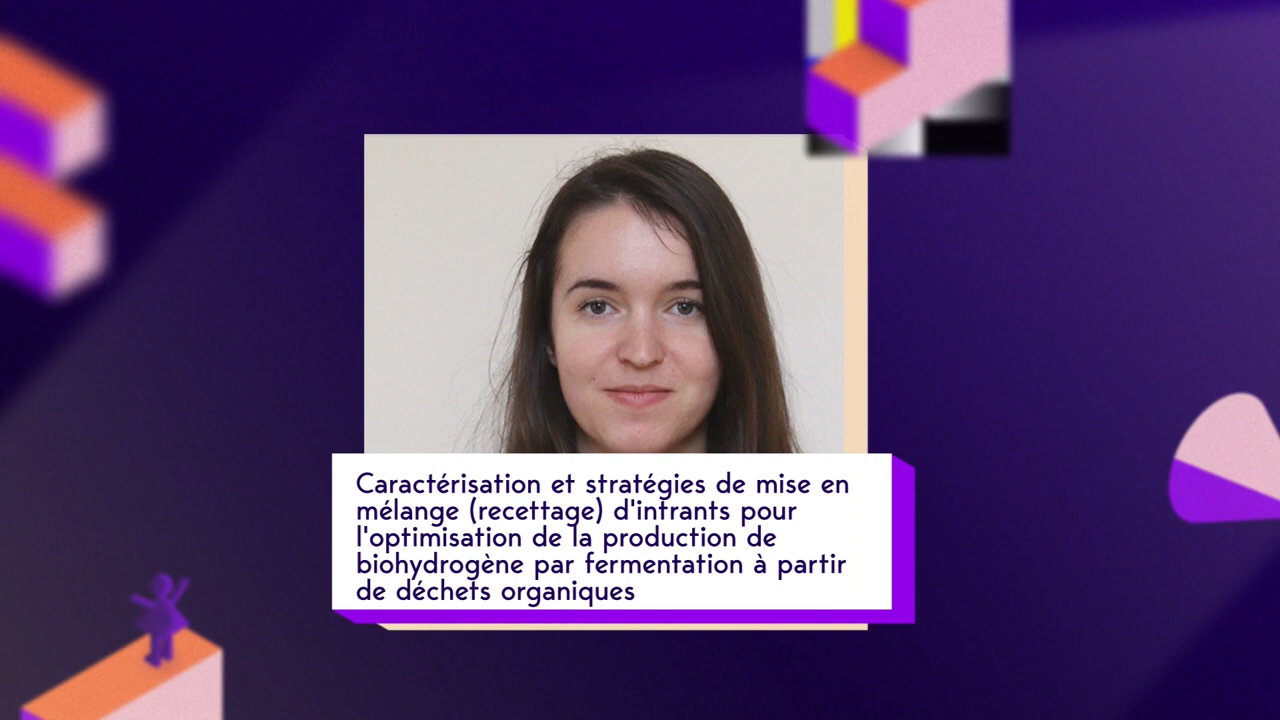 Caractérisation et stratégies de mise en
mélange (recettage) d'intrants pour
l'optimisation de la production de
biohydrogène par fermentation à partir
de déchets organiques